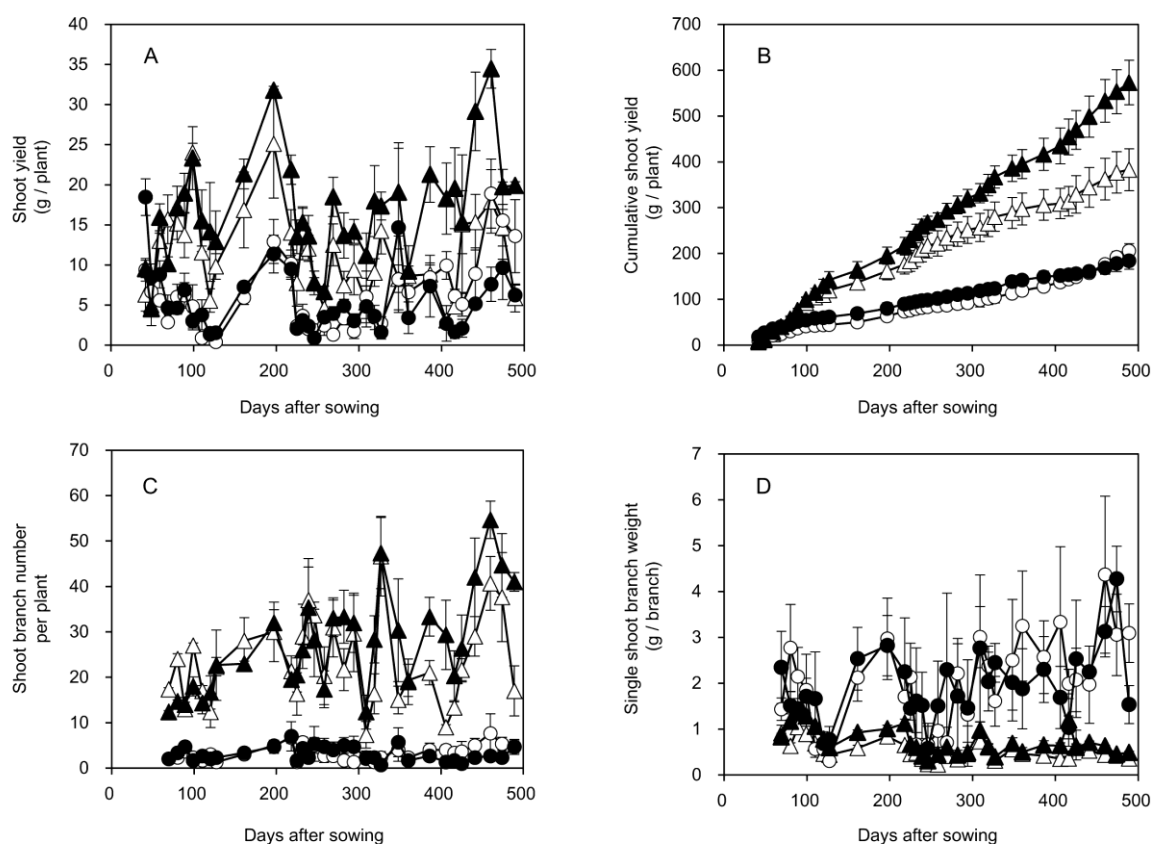 40
35
30
25
20
15
10
5
0
A
Shoot yield
(g / plant)
100 200 300 400 500
Days after sowing
700
600
500
400
300
200
100
0
B
Cumulative shoot yield
(g / plant)
0 100 200 300 400 500
Days after sowing
70
60
50
40
30
20
10
0
C
Shoot branch number
per plant
0 100 200 300 400 500
Days after sowing
7
6
5
4
3
2
1
0
D
Single shoot branch weight
(g / branch)
0 100 200 300 400 500
Days after sowing